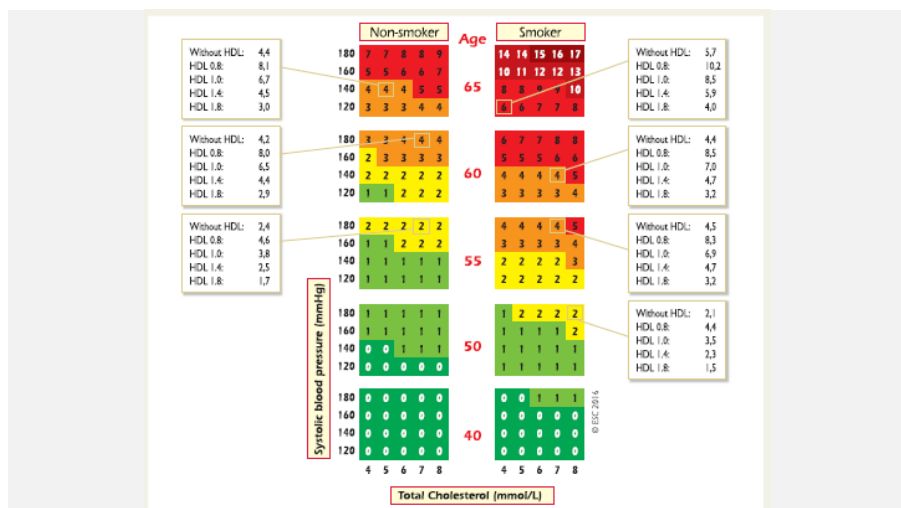 Non-smoker Age Smoker
Without HDL: 4,4
HDL 0.8: 8,1
HDL 1.0: 6,7
HDL 1.4: 4,5
HDL 1.8: 3,0
180 7 7 8 8 9
160 5 5 6 6 7
140 4 4 4 5 5
120 3 3 3 4 4
65
14 14 15 16 17
10 11 12 12 13
8 8 9 9 10
6 6 7 7 8
Without HDL: 5,7
HDL 0.8: 10,2
HDL 1.0: 8,5
HDL 1.4: 5,9
HDL 1.8: 4,0
Without HDL: 4,2
HDL 0.8: 8,0
HDL 1.0: 6,5
HDL 1.4: 4,4
HDL 1.8: 2,9
180 3 3 4 4 4
160 2 3 3 3 3
140 2 2 2 2 2
120 1 1 2 2 2
60
6 7 7 8 8
5 5 5 6 6
4 4 4 4 5
3 3 3 3 4
Without HDL: 4,4
HDL 0.8: 8,5
HDL 1.0: 7,0
HDL 1.4: 4,7
HDL 1.8: 3,2
Without HDL: 2,4
HDL 0.8: 4,6
HDL 1.0: 3,8
HDL 1.4: 2,5
HDL 1.8: 1,7
180 2 2 2 2 2
160 1 1 2 2 2
140 1 1 1 1 1
120 1 1 1 1 1
55
4 4 4 4 5
3 3 3 3 4
2 2 2 2 3
2 2 2 2 2
Without HDL: 4,5
HDL 0.8: 8,3
HDL 1.0: 6,9
HDL 1.4: 4,7
HDL 1.8: 3,2
180 1 1 1 1 1
160 1 1 1 1 1
140 0 0 1 1 1
120 0 0 0 0 0
50
1 2 2 2 2
1 1 1 1 2
1 1 1 1 1
1 1 1 1 1
Without HDL: 2,1
HDL 0.8: 4,4
HDL 1.0: 3,5
HDL 1.4: 2,3
HDL 1.8: 1,5
180 0 0 0 0 0
160 0 0 0 0 0
140 0 0 0 0 0
120 0 0 0 0 0
40
0 0 1 1 1
0 0 0 0 0
0 0 0 0 0
0 0 0 0 0
4 5 6 7 8
4 5 6 7 8
Systolic blood pressure (mmHg)
© ESC 2016
Total Cholesterol (mmol/L)